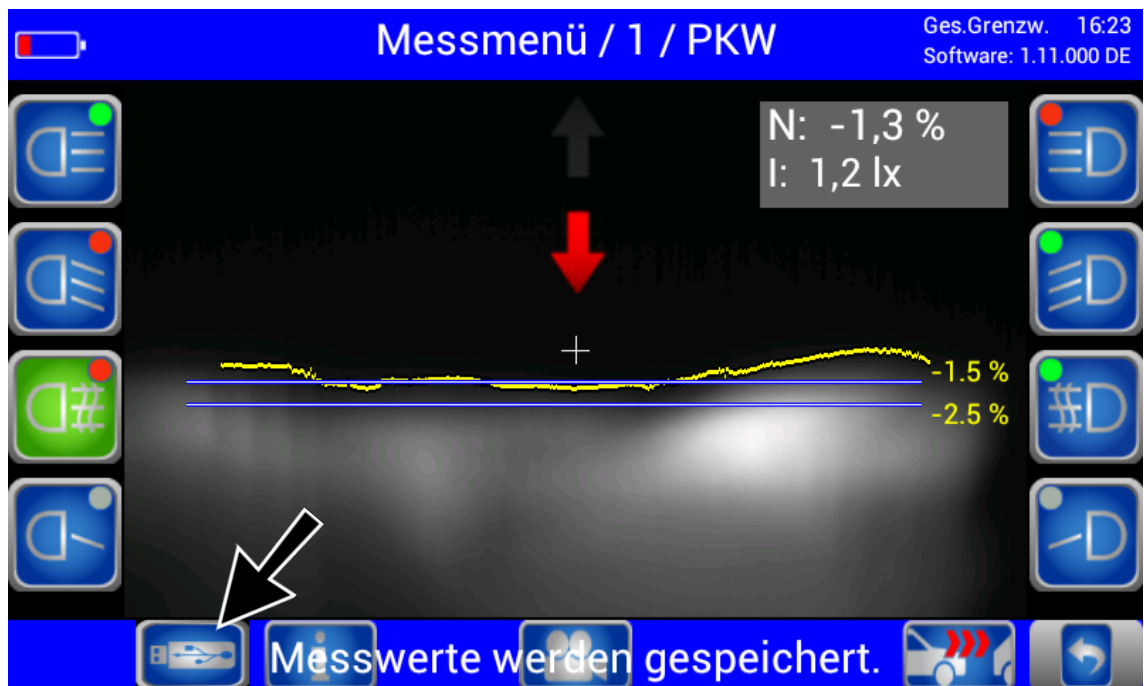 Messmenü / 1 / PKW
Ges.Grenzw. 16:23
Software: 1.11.000 DE
N: -1,3 %
I: 1,2 lx
-1.5 %
-2.5 %
Messwerte werden gespeichert.